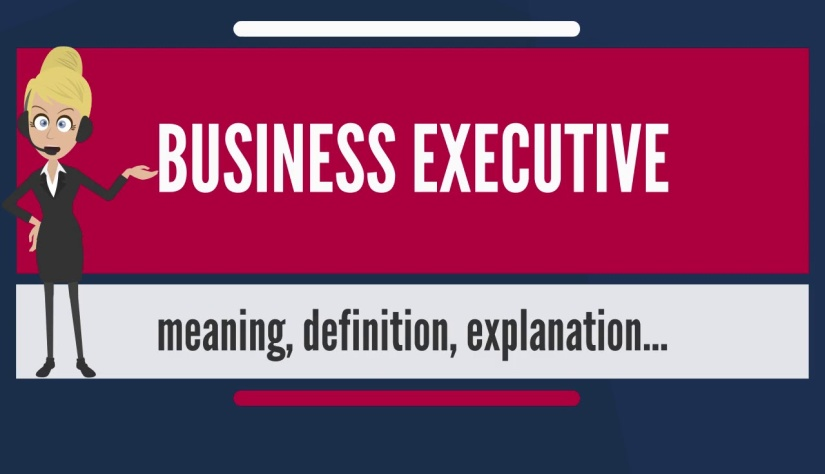 BUSINESS EXECUTIVE
meaning, definition, explanation...